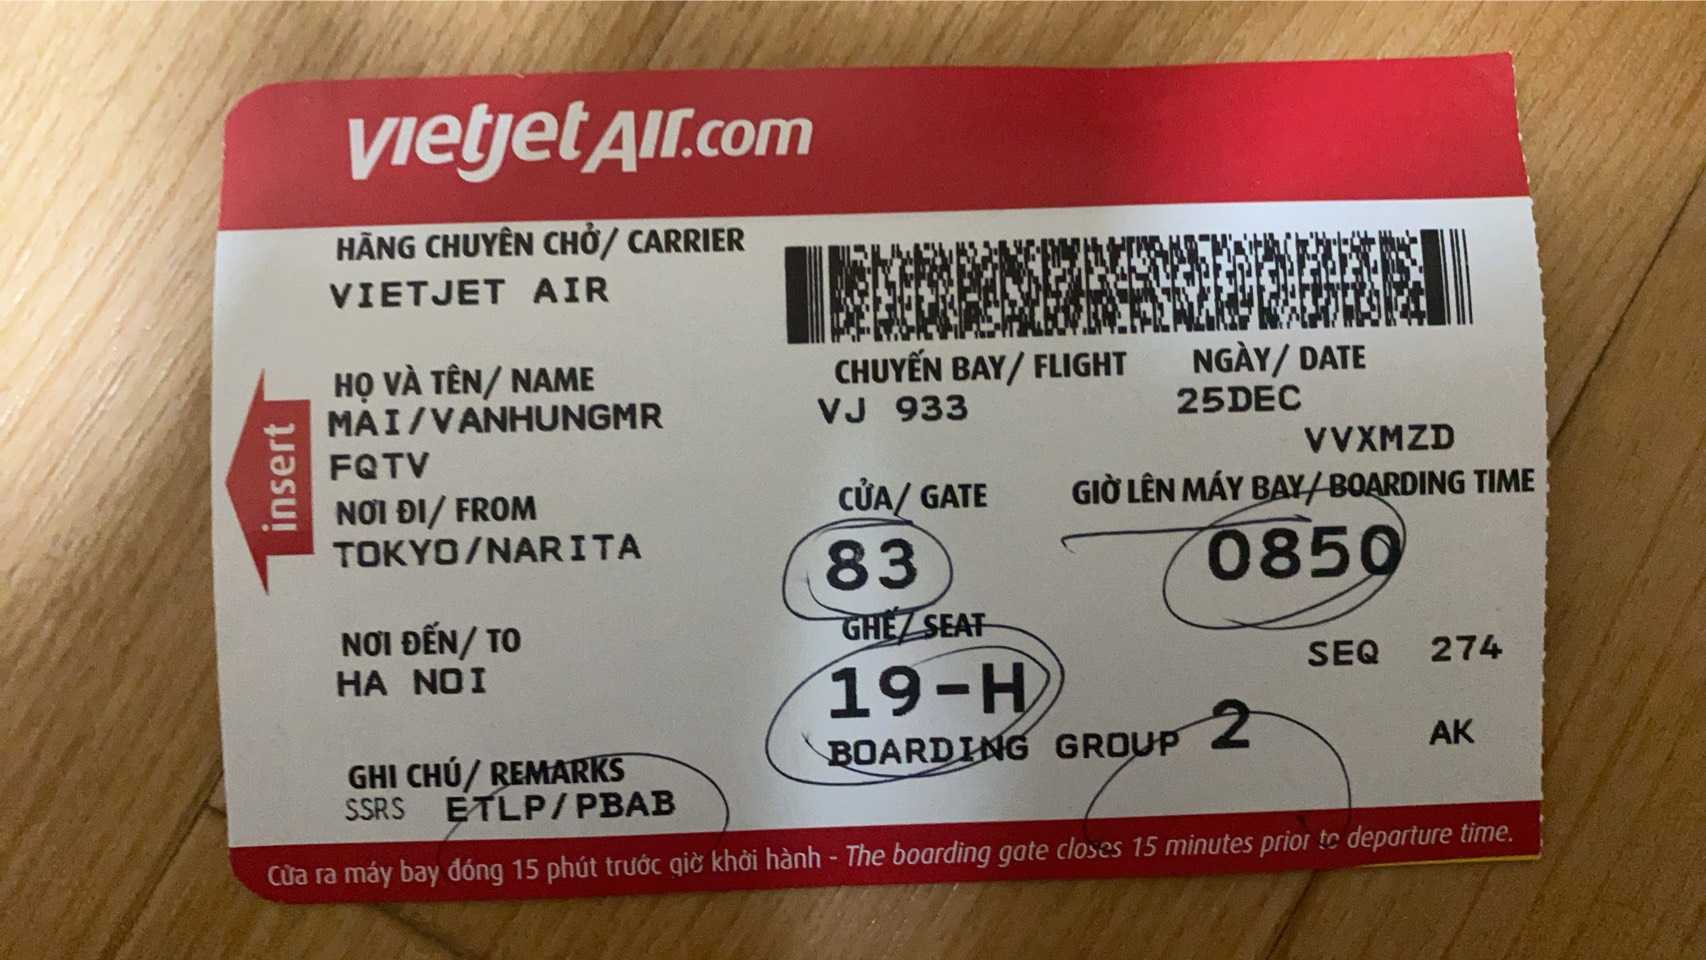 vietjetAir.com
HÃNG CHUYÊN CHỞ/ CARRIER
VIETJET AIR
HỌ VÀ TÊN/ NAME
MAI/VANHUNGMR
FQTV
NƠI ĐI/ FROM
TOKYO/NARITA
NƠI ĐẾN/ TO
HA NOI
GHI CHÚ/ REMARKS
SSRS ETLP/PBAB
insert
CHUYẾN BAY/ FLIGHT
VJ 933
NGÀY/ DATE
25DEC
VVXMZD
CỬA/ GATE
83
GIỜ LÊN MÁY BAY/ BOARDING TIME
0850
GHẾ/ SEAT
19-H
SEQ 274
BOARDING GROUP 2
AK
Cửa ra máy bay đóng 15 phút trước giờ khởi hành - The boarding gate closes 15 minutes prior to departure time.